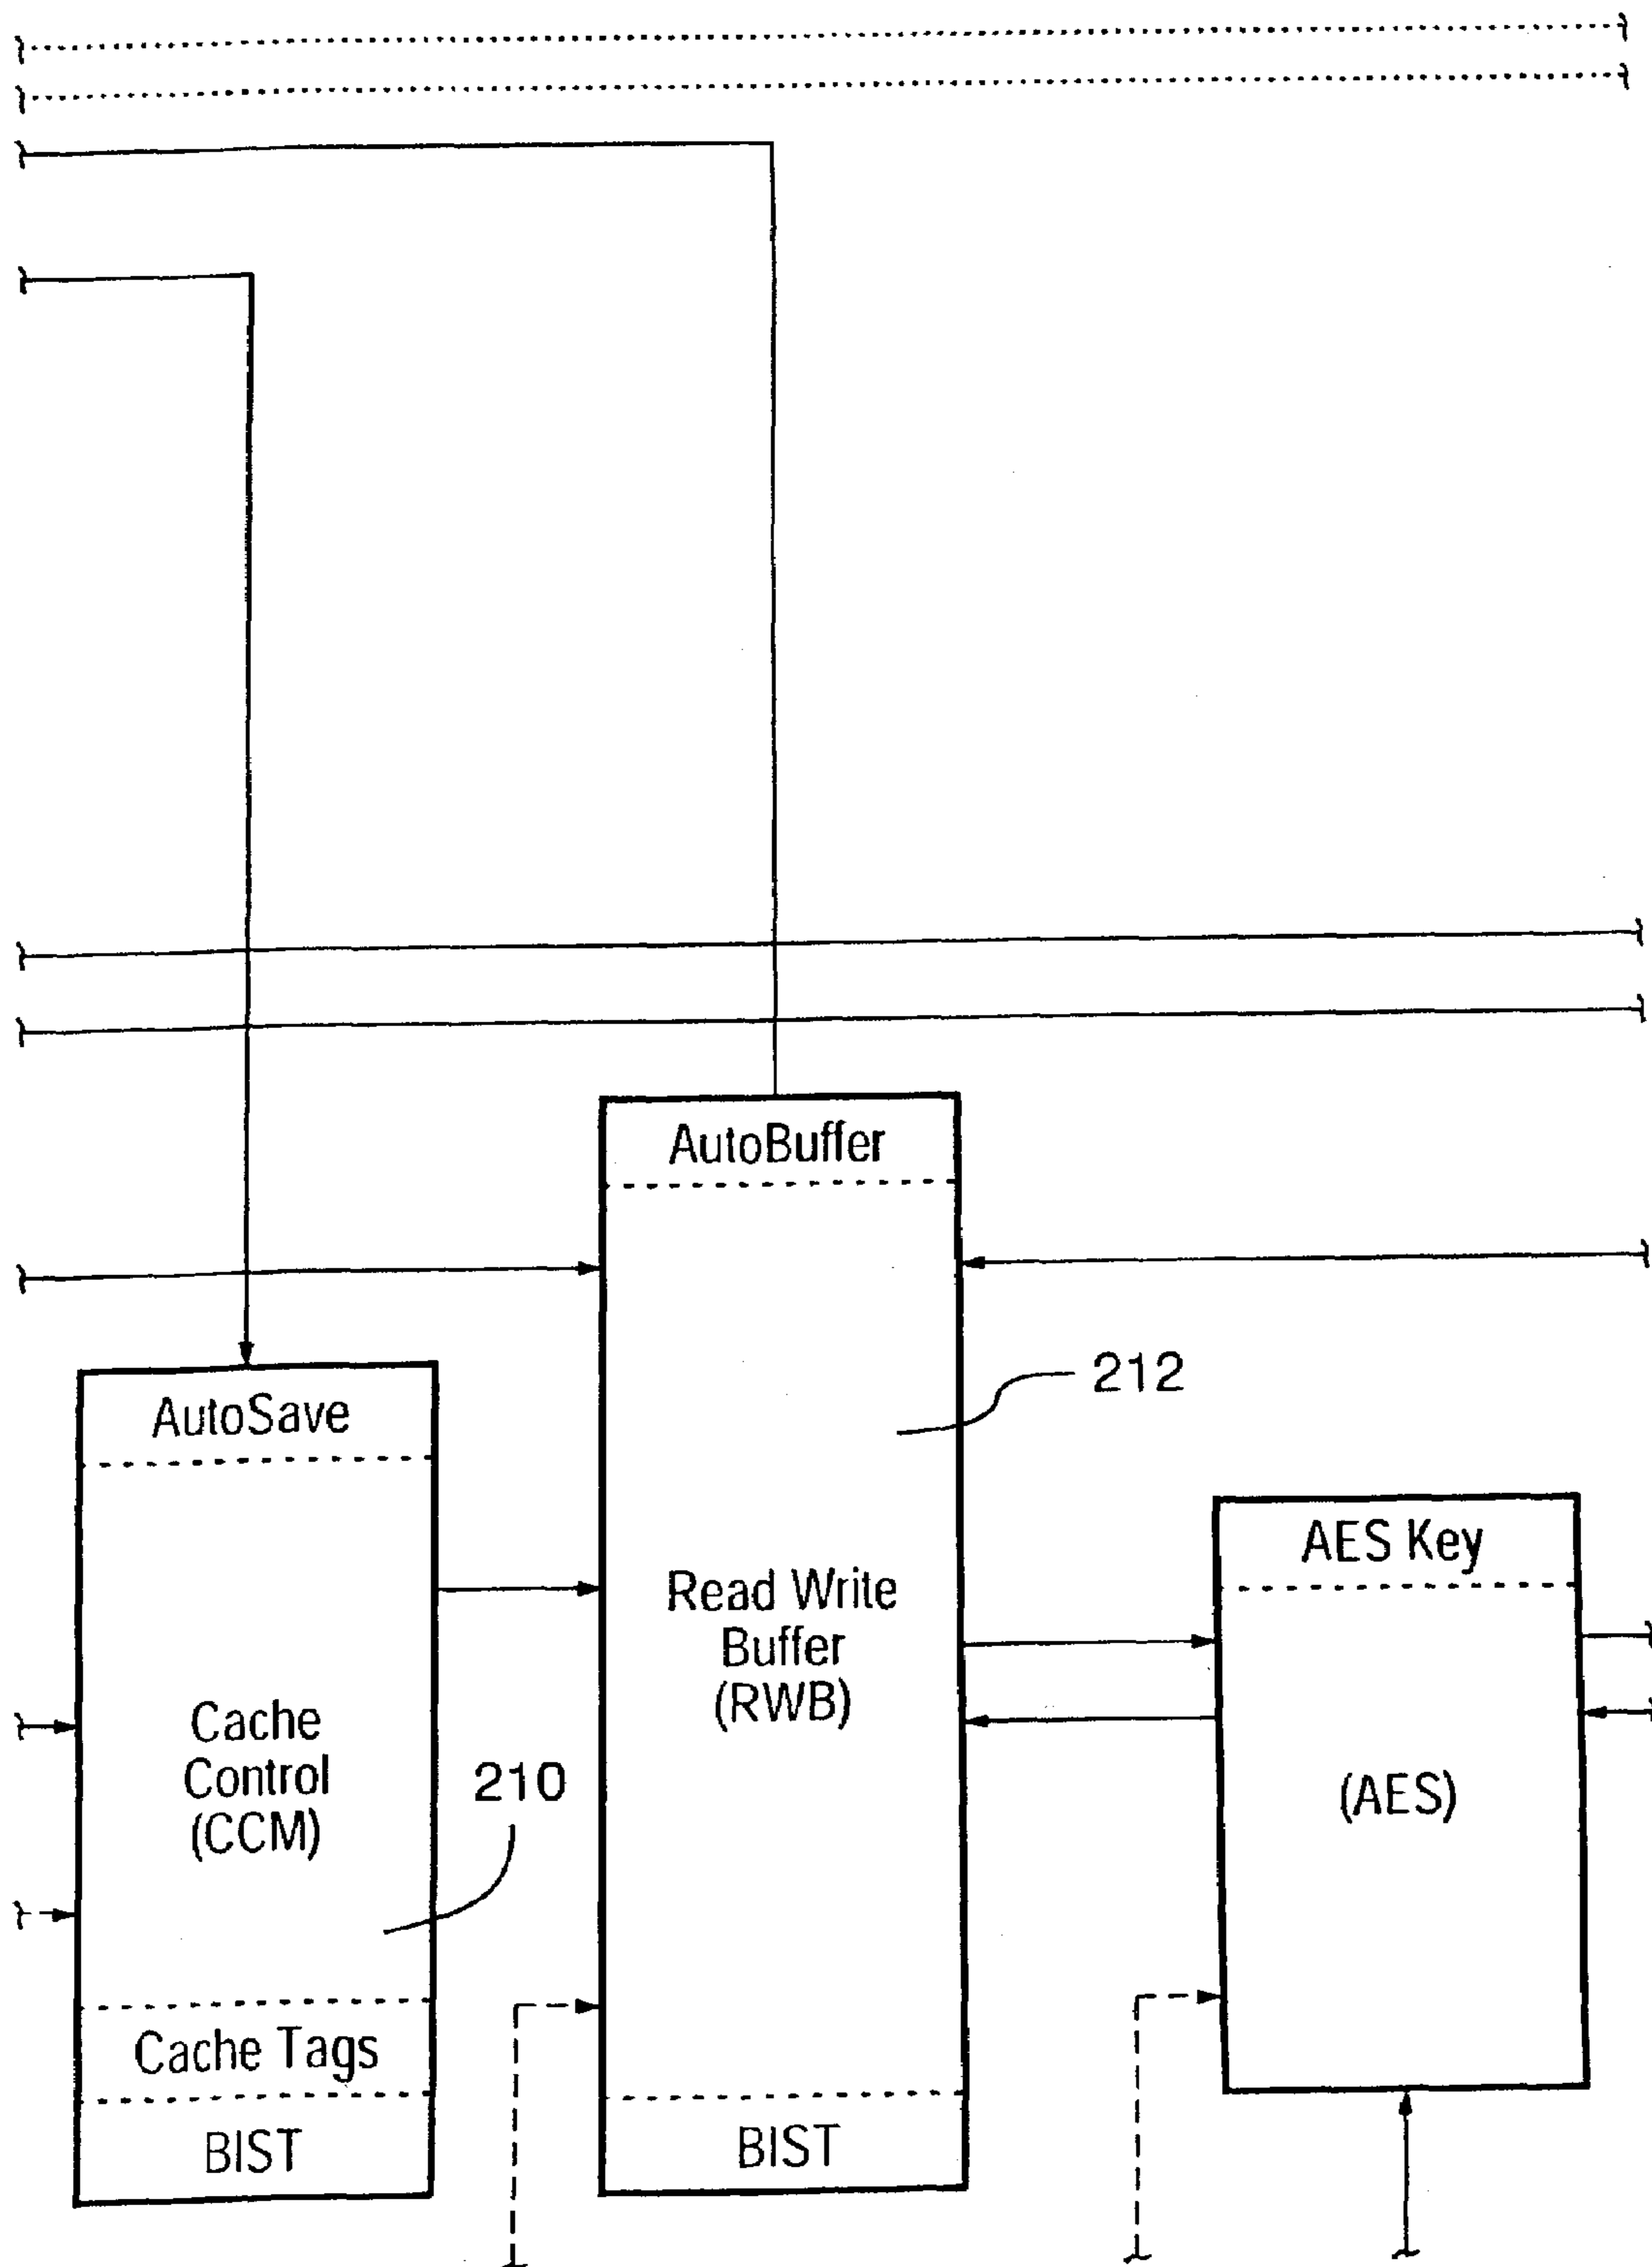 AutoBuffer
212
AutoSave
AES Key
Read Write
Buffer
(RWB)
Cache
Control
(CCM)
210
(AES)
Cache Tags
BIST
BIST